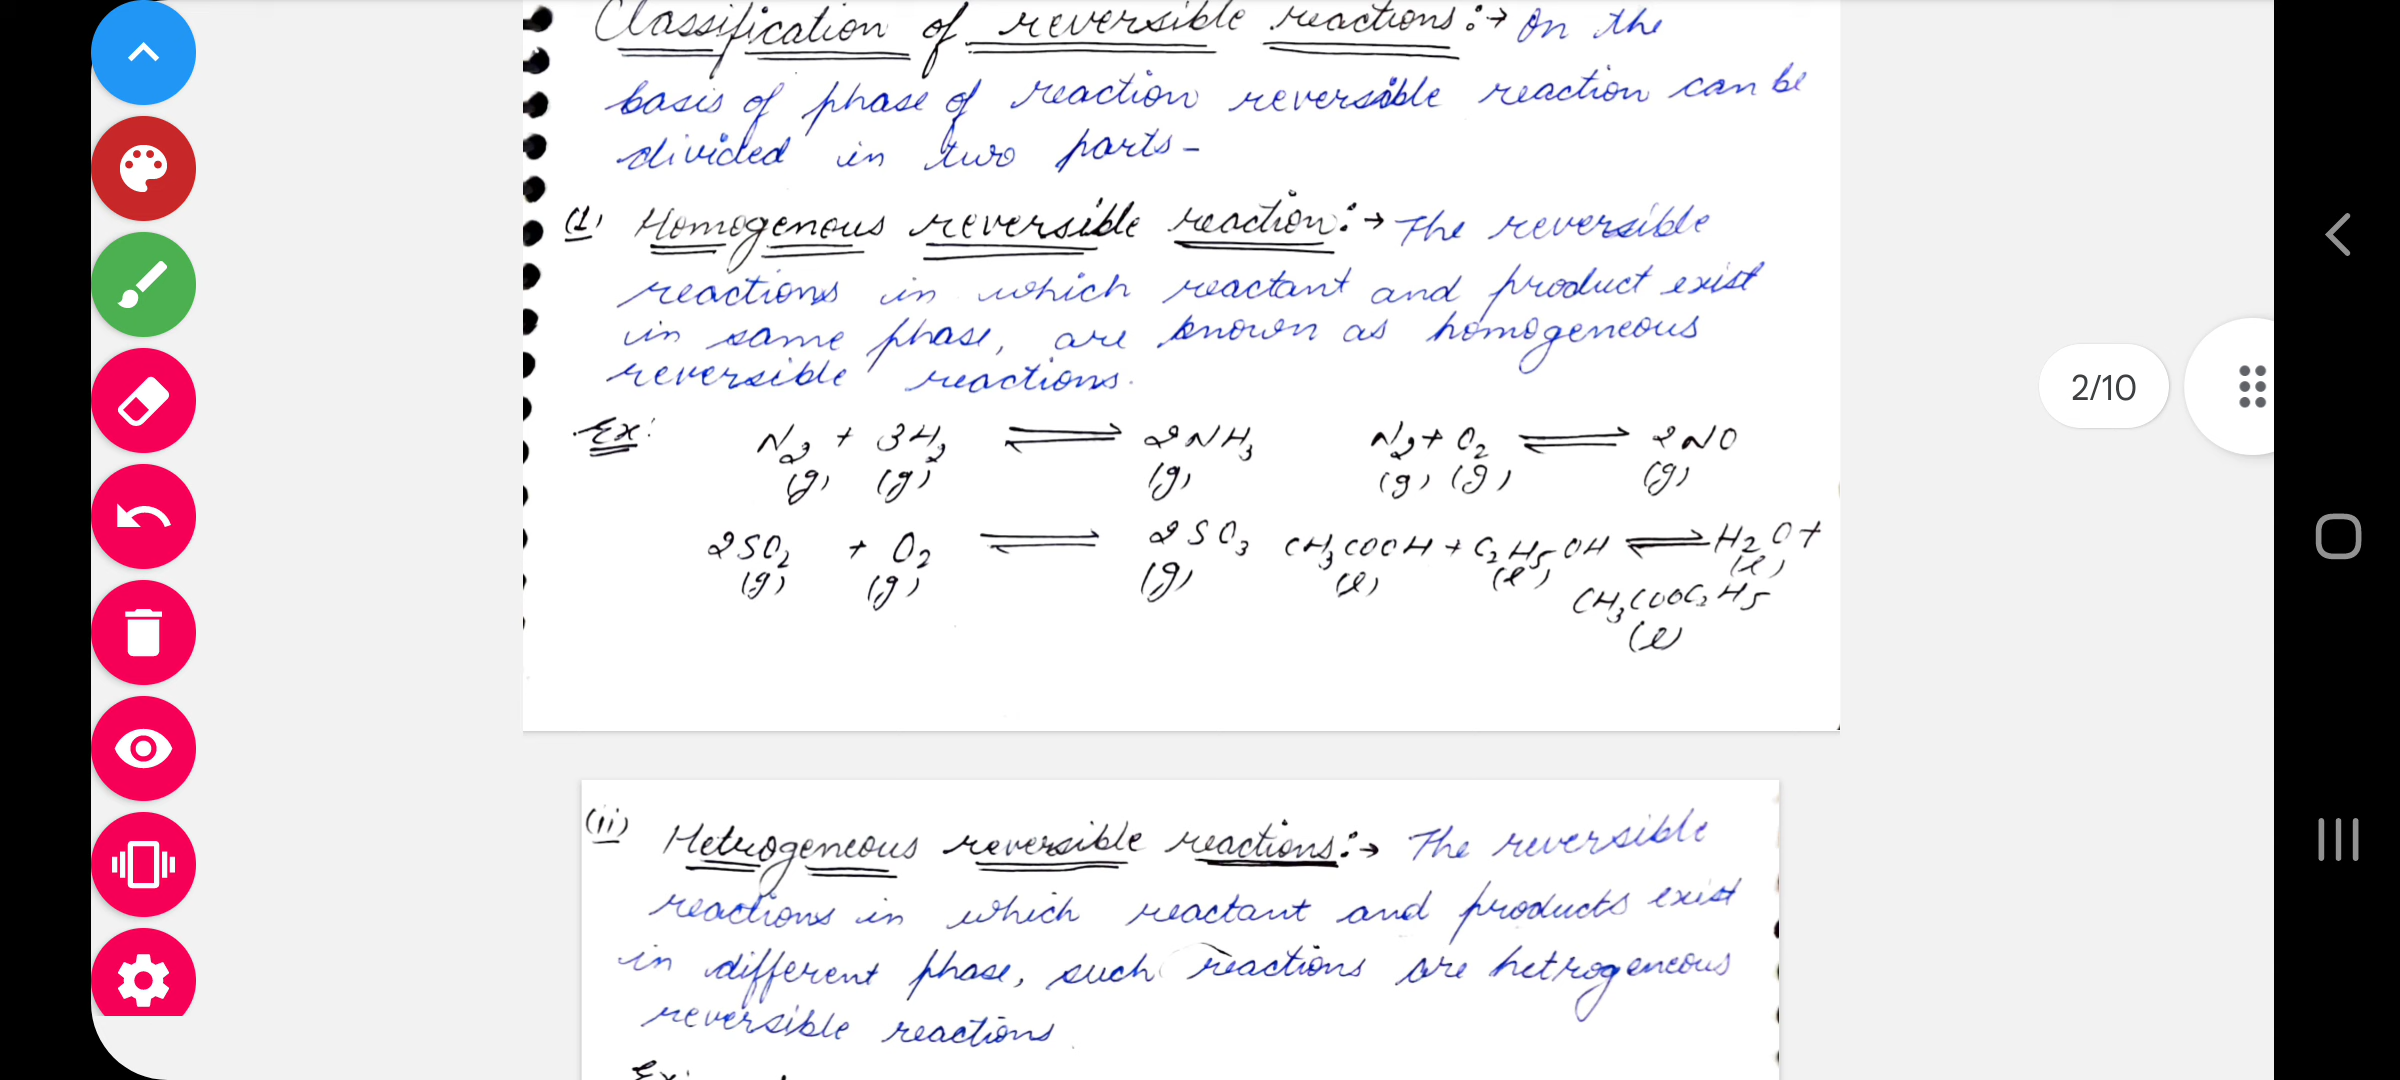 Classification of reversible reactions:→ On the
basis of phase of reaction reversible reaction can be
divided in two parts-
(1) Homogenous reversible reaction:→ The reversible
reactions in which reactant and product exist
in same phase, are known as homogeneous
reversible reactions.
Ex: N₂ + 3H₂ ⇌ 2NH₃ N₂+ O₂ ⇌ 2NO
(g) (g) (g) (g) (g) (g)
2SO₂ + O₂ ⇌ 2SO₃ CH₃COOH + C₂H₅OH ⇌ H₂O+
(g) (g) (g) (l) (l) (l)
CH₃COOC₂H5
(l)
2/10
(ii) Hetrogeneous reversible reactions:→ The reversible
reactions in which reactant and products exist
in different phase, such reactions are hetrogeneous
reversible reactions
Ex: